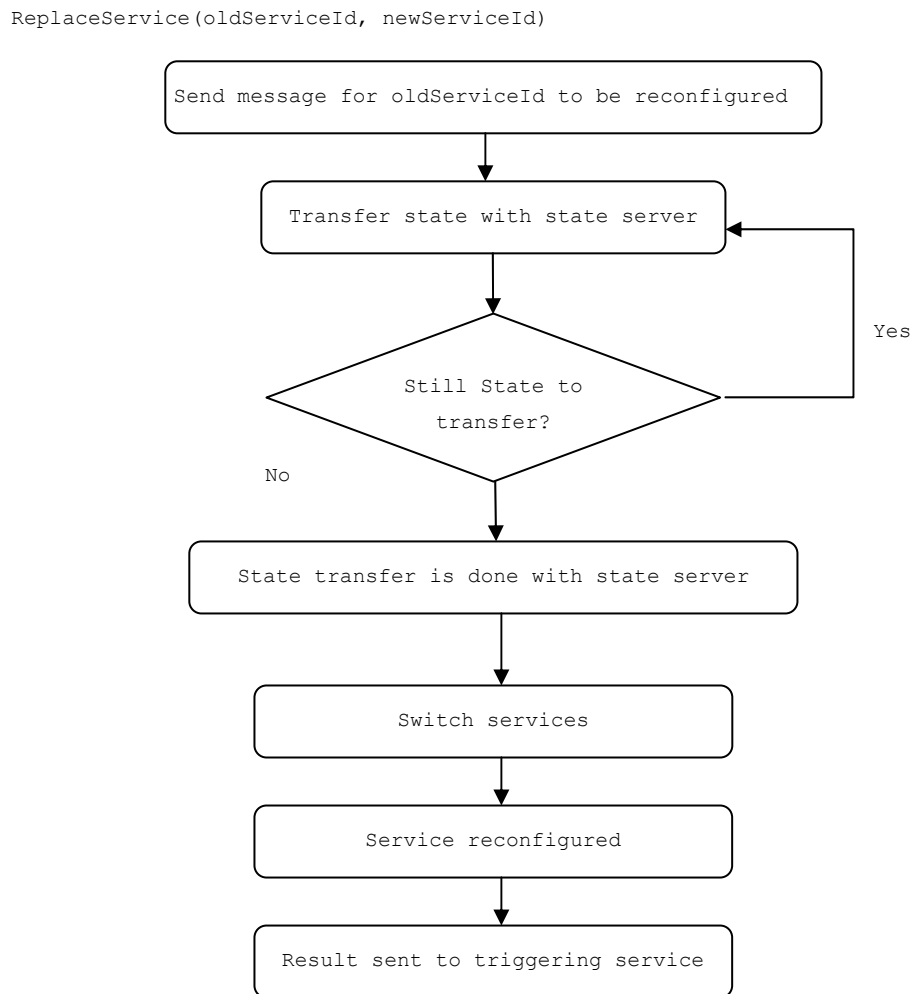 ReplaceService(oldServiceId, newServiceId)
Send message for oldServiceId to be reconfigured
Transfer state with state server
Yes
Still State to
transfer?
No
State transfer is done with state server
Switch services
Service reconfigured
Result sent to triggering service